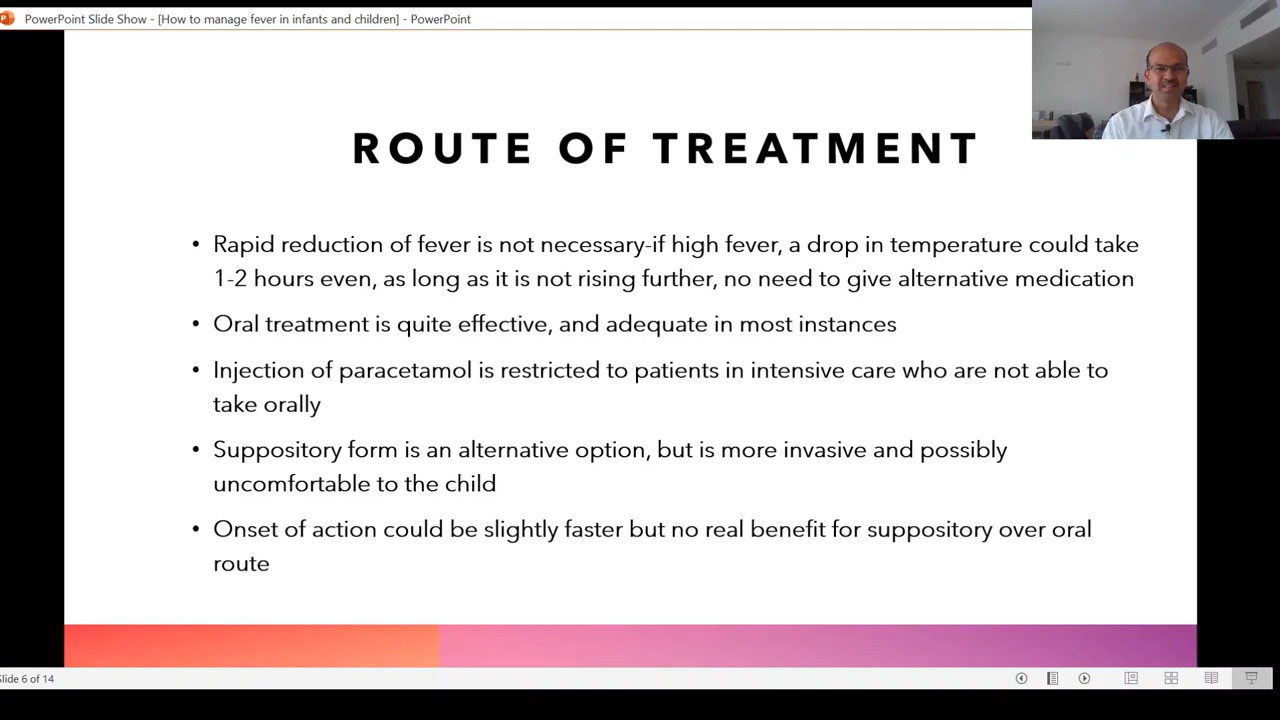 PowerPoint Slide Show - [How to manage fever in infants and children] - PowerPoint
ROUTE OF TREATMENT
• Rapid reduction of fever is not necessary-if high fever, a drop in temperature could take
1-2 hours even, as long as it is not rising further, no need to give alternative medication
• Oral treatment is quite effective, and adequate in most instances
• Injection of paracetamol is restricted to patients in intensive care who are not able to
take orally
• Suppository form is an alternative option, but is more invasive and possibly
uncomfortable to the child
• Onset of action could be slightly faster but no real benefit for suppository over oral
route
Slide 6 of 14